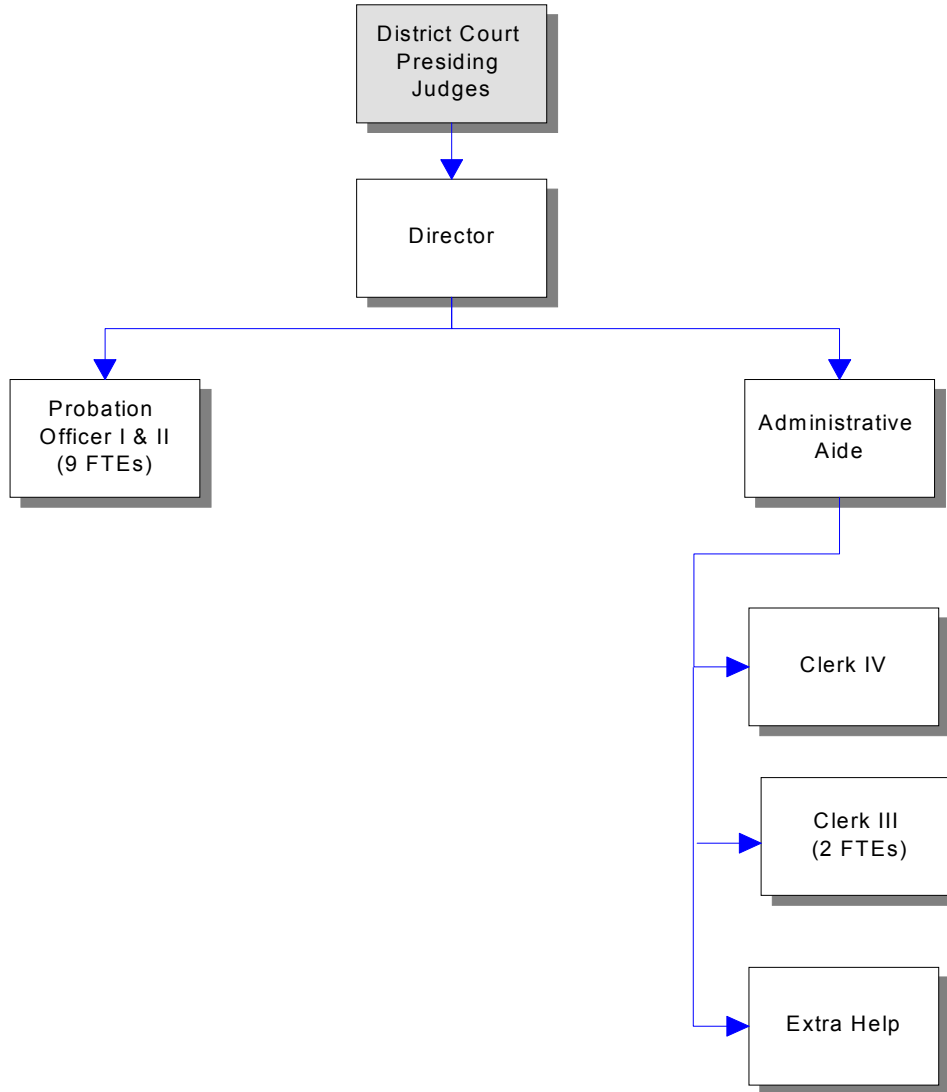 District Court
Presiding
Judges
Director
Probation
Officer I & II
(9 FTEs)
Administrative
Aide
Clerk IV
Clerk III
(2 FTEs)
Extra Help